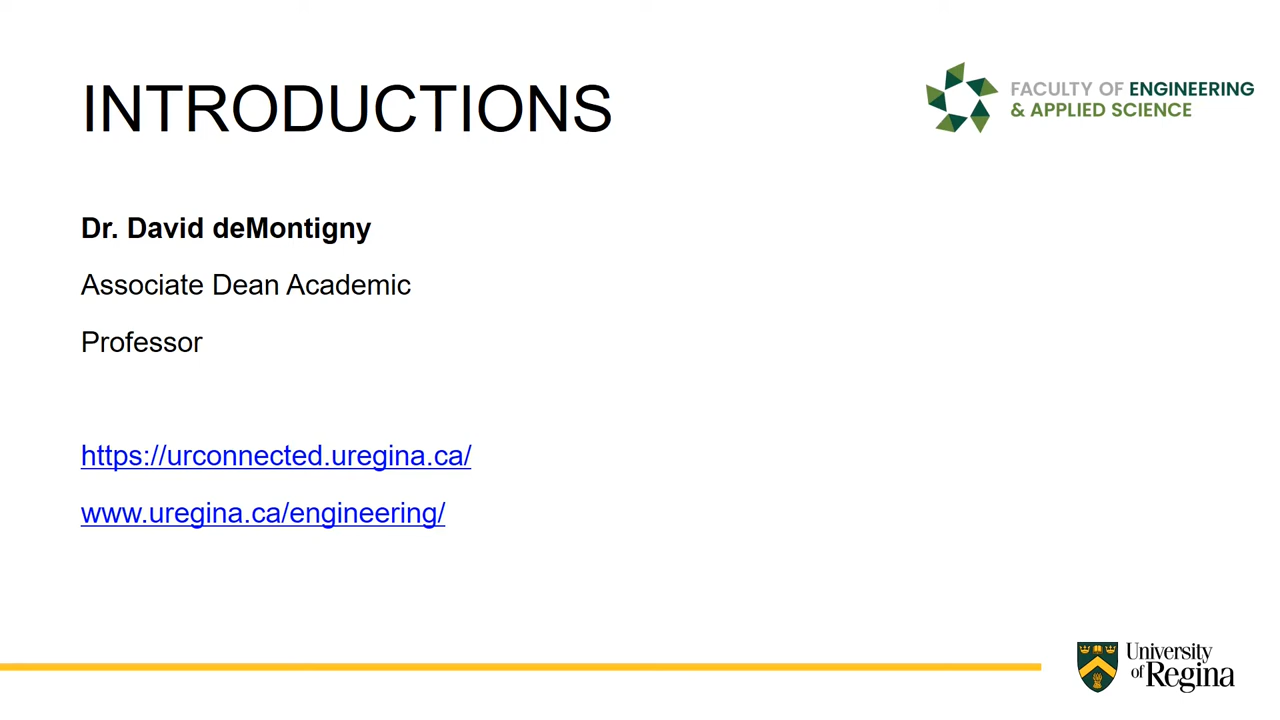 INTRODUCTIONS
FACULTY OF ENGINEERING
& APPLIED SCIENCE
Dr. David deMontigny
Associate Dean Academic
Professor
https://urconnected.uregina.ca/
www.uregina.ca/engineering/
University
of Regina